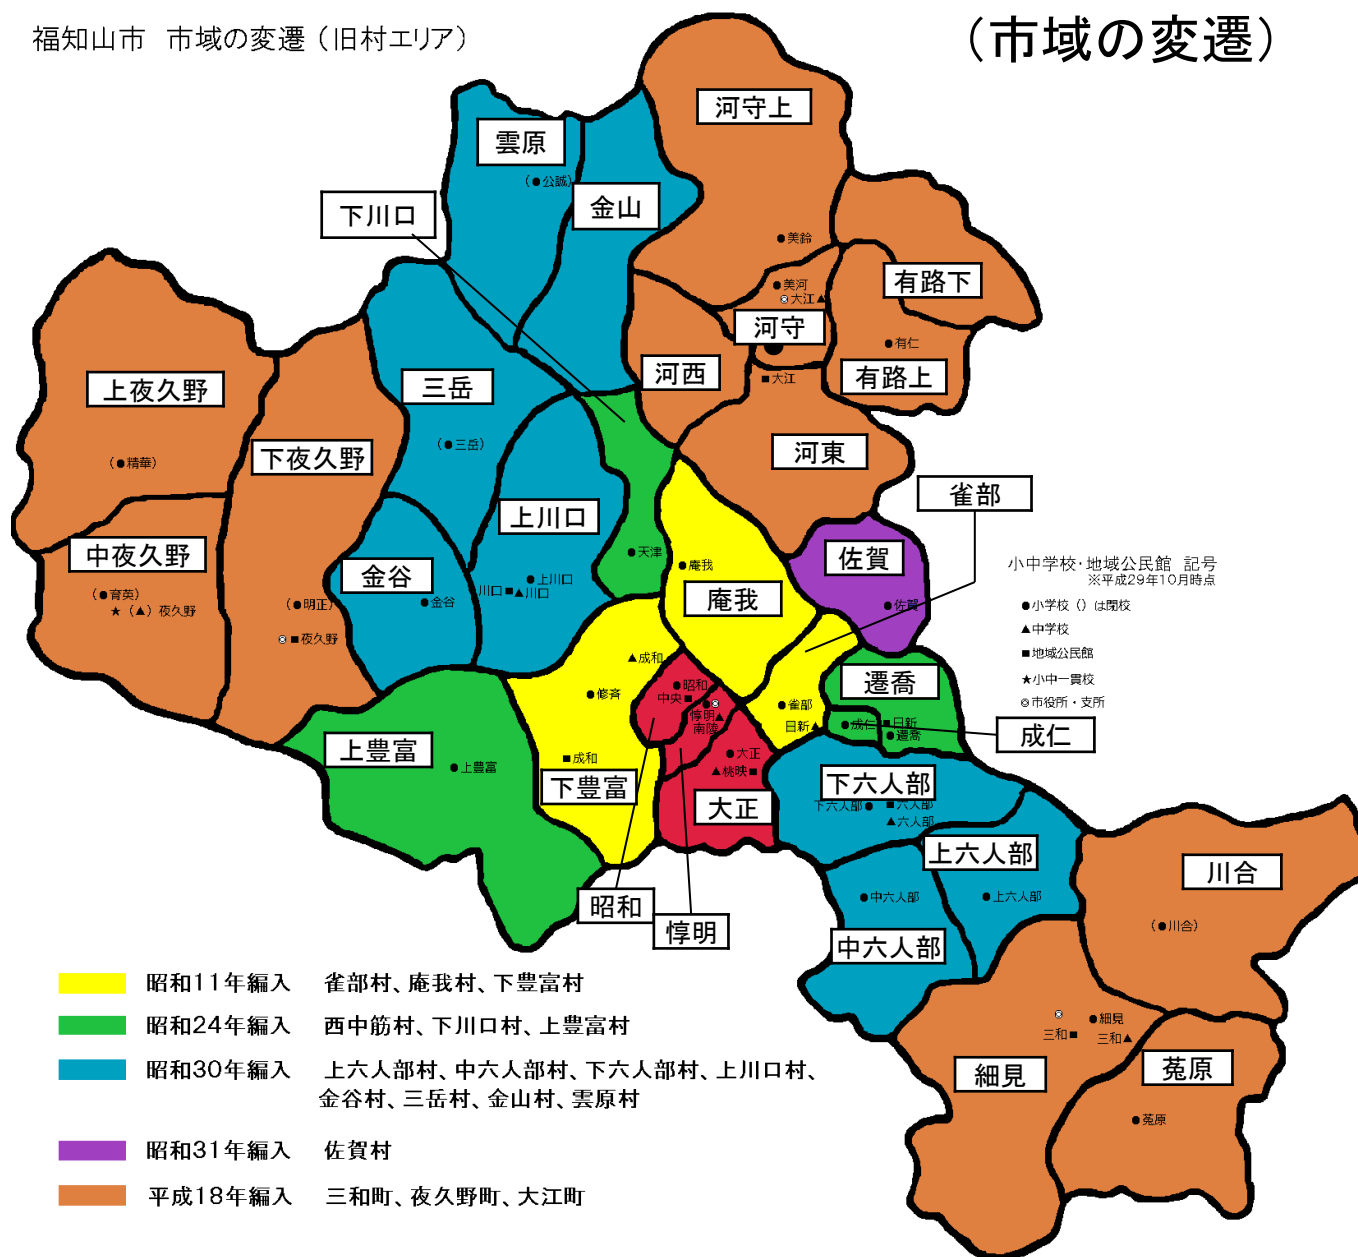 福知山市 市域の変遷（旧村エリア）
（市域の変遷）
河守上
雲原
（●公誠）
金山
下川口
●美鈴
有路下
●美河
◎大江▲
河守
●有仁
河西
有路上
■大江
上夜久野
三岳
（●三岳）
下夜久野
河東
（●精華）
雀部
上川口
中夜久野
佐賀
●天津
●庵我
金谷
庵我
小中学校・地域公民館 記号
※平成29年10月時点
●小学校（）は閉校
▲中学校
■地域公民館
★小中一貫校
◎市役所・支所
（●育英）
★（▲）夜久野
（●明正）
◎■夜久野
●金谷
●上川口
川口■▲川口
●佐賀
▲成和
遷喬
●修斉
●昭和
中央■
●◎
惇明▲
南陵
●雀部
日新▲
●成仁
■日新
●遷喬
成仁
上豊富
●上豊富
■成和
下豊富
●大正
▲桃映■
大正
下六人部
下六人部●
■六人部
▲六人部
上六人部
川合
●中六人部
●上六人部
昭和
惇明
中六人部
（●川合）
昭和11年編入 雀部村、庵我村、下豊富村
昭和24年編入 西中筋村、下川口村、上豊富村
昭和30年編入 上六人部村、中六人部村、下六人部村、上川口村、
金谷村、三岳村、金山村、雲原村
昭和31年編入 佐賀村
平成18年編入 三和町、夜久野町、大江町
◎
三和■
●細見
三和▲
細見
菟原
●菟原